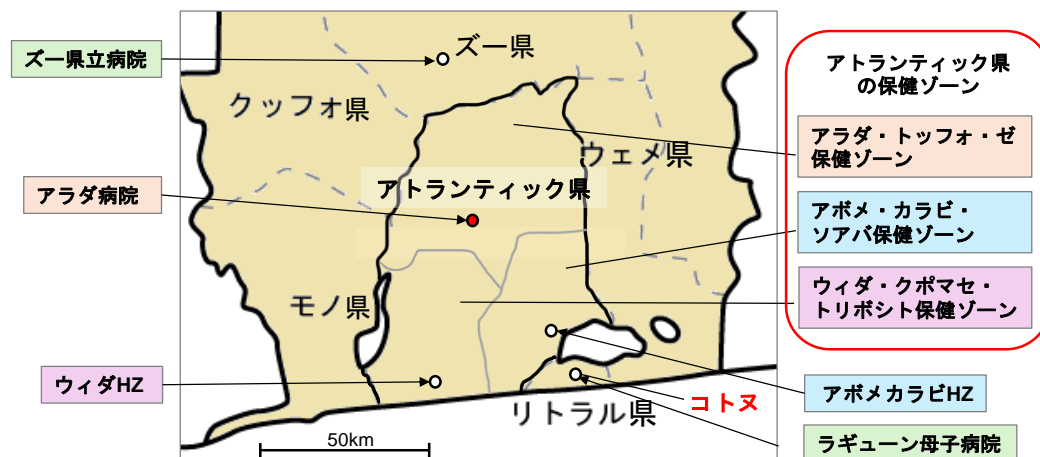 ズー県立病院
ズー県
クッフォ県
ウェメ県
アラダ病院
アトランティック県
モノ県
ウィダHZ
リトラル県
コトヌ
50km
アトランティック県
の保健ゾーン
アラダ・トッフォ・ゼ
保健ゾーン
アボメ・カラビ・
ソアバ保健ゾーン
ウィダ・クポマセ・
トリボシト保健ゾーン
アボメカラビHZ
ラギューン母子病院